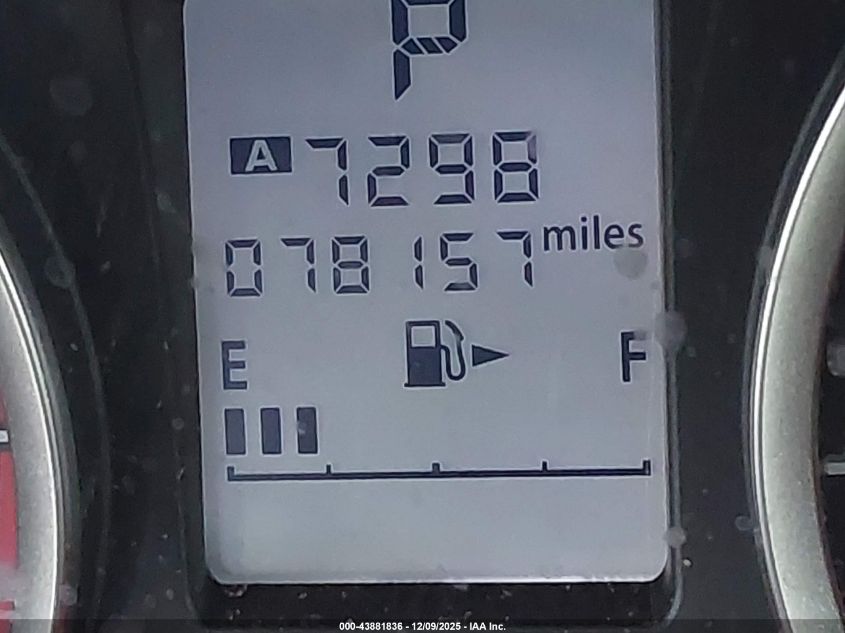 P
A 7298
078157 miles
E F
000-43881836 - 12/09/2025 - IAA Inc.